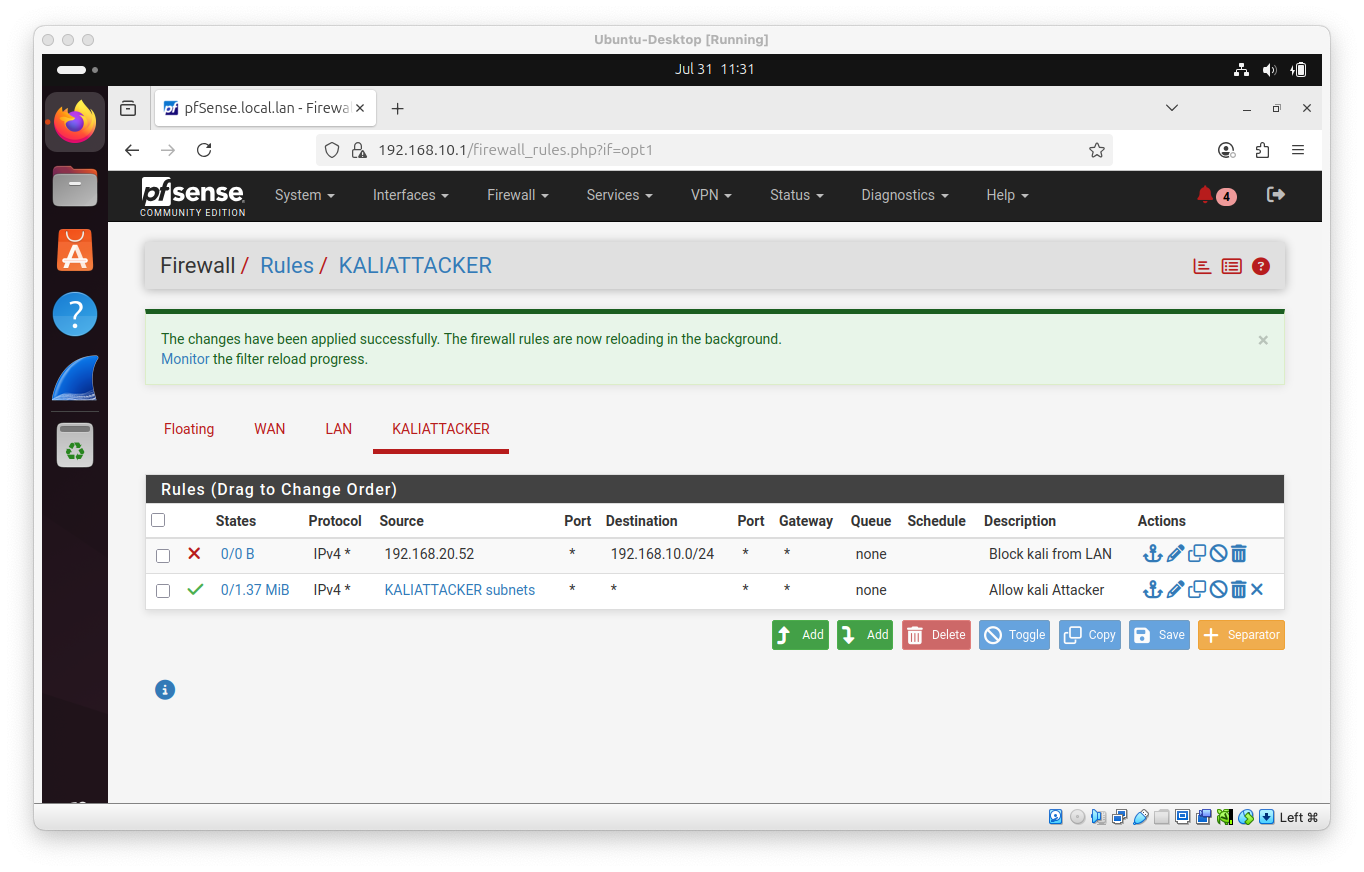 Ubuntu-Desktop [Running]
Jul 31 11:31
pfSense.local.lan - Firewa
192.168.10.1/firewall_rules.php?if=opt1
pfsense
COMMUNITY EDITION
System Interfaces Firewall Services VPN Status Diagnostics Help 4
Firewall / Rules / KALIATTACKER
The changes have been applied successfully. The firewall rules are now reloading in the background.
Monitor the filter reload progress.
Floating WAN LAN KALIATTACKER
Rules (Drag to Change Order)
States Protocol Source Port Destination Port Gateway Queue Schedule Description Actions
0/0 B IPv4 * 192.168.20.52 * 192.168.10.0/24 * * none Block kali from LAN
0/1.37 MiB IPv4 * KALIATTACKER subnets * * * * none Allow kali Attacker
Add Add Delete Toggle Copy Save Separator
Left ⌘